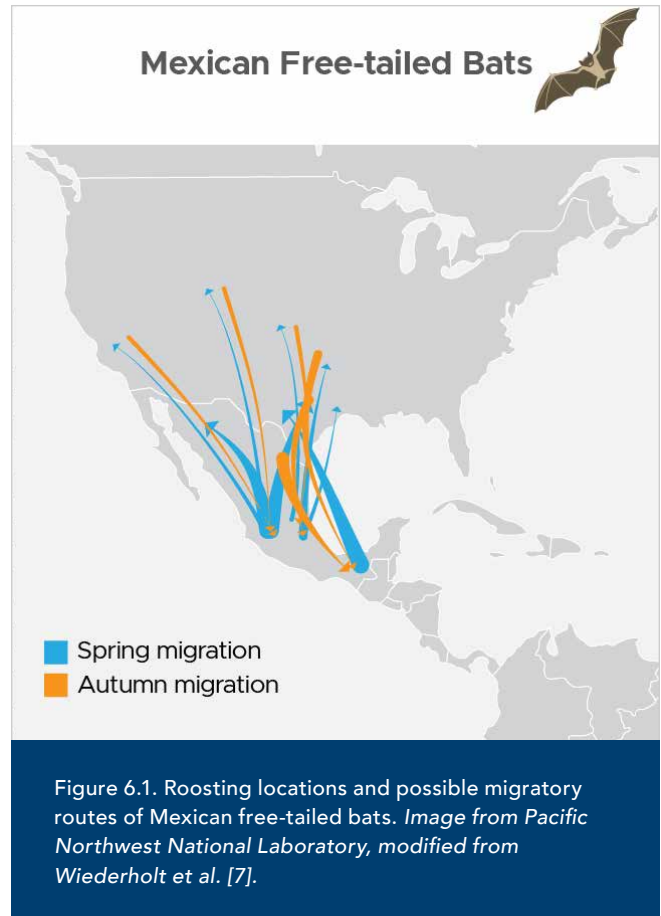 Mexican Free-tailed Bats
Spring migration
Autumn migration
Figure 6.1. Roosting locations and possible migratory
routes of Mexican free-tailed bats. Image from Pacific
Northwest National Laboratory, modified from
Wiederholt et al. [7].